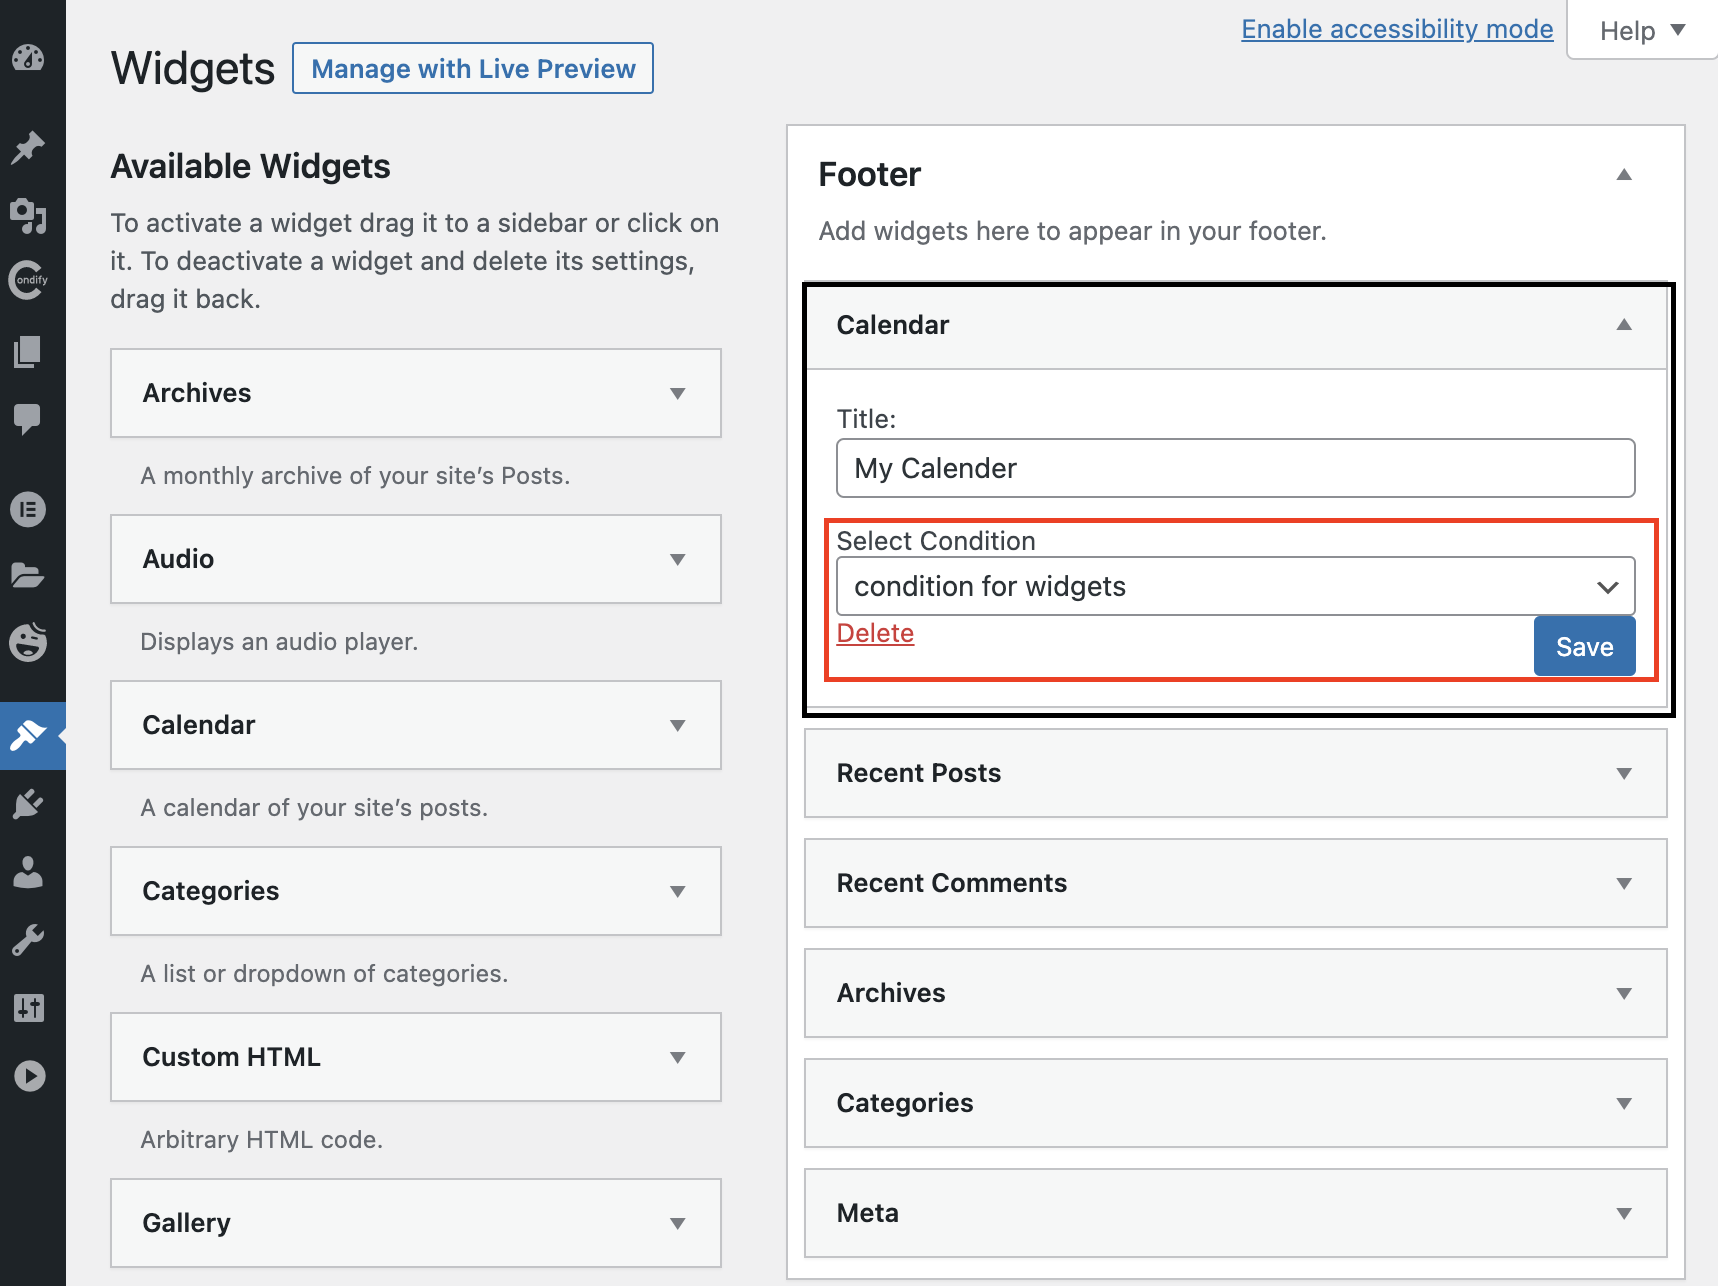 Enable accessibility mode
Help
Widgets
Manage with Live Preview
Available Widgets
To activate a widget drag it to a sidebar or click on
it. To deactivate a widget and delete its settings,
drag it back.
Archives
A monthly archive of your site’s Posts.
Audio
Displays an audio player.
Calendar
A calendar of your site’s posts.
Categories
A list or dropdown of categories.
Custom HTML
Arbitrary HTML code.
Gallery
Footer
Add widgets here to appear in your footer.
Calendar
Title:
My Calender
Select Condition
condition for widgets
Delete
Save
Recent Posts
Recent Comments
Archives
Categories
Meta
Condify